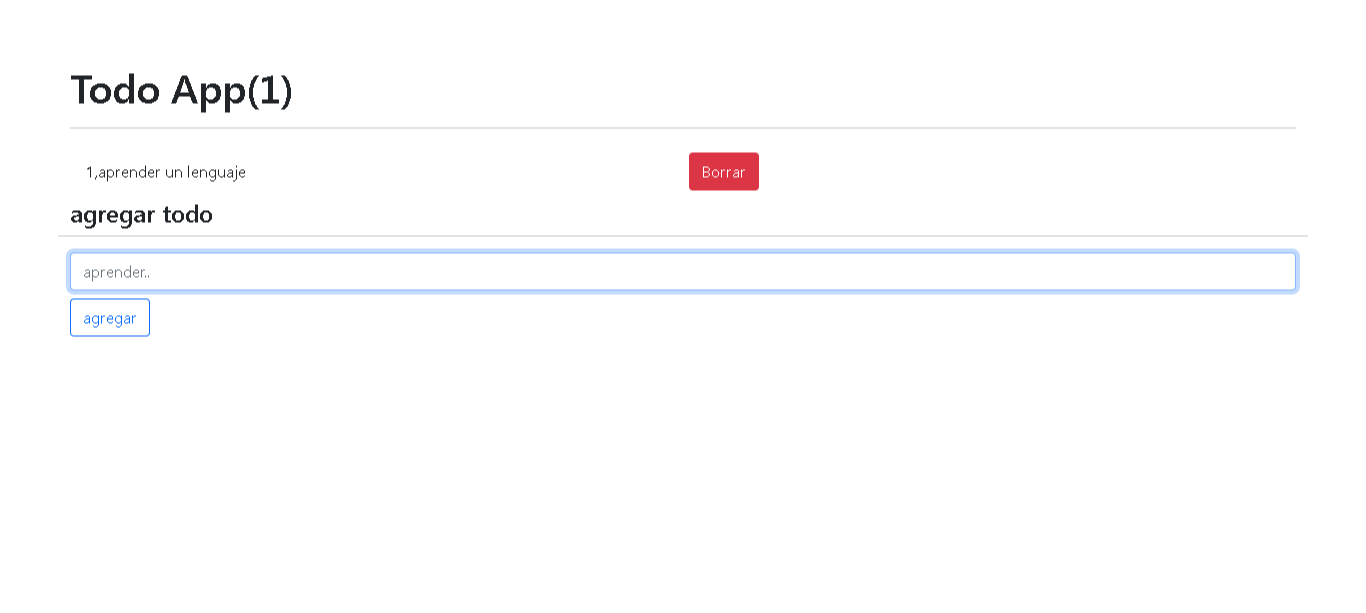 Todo App(1)
1,aprender un lenguaje Borrar
agregar todo
aprender..
agregar